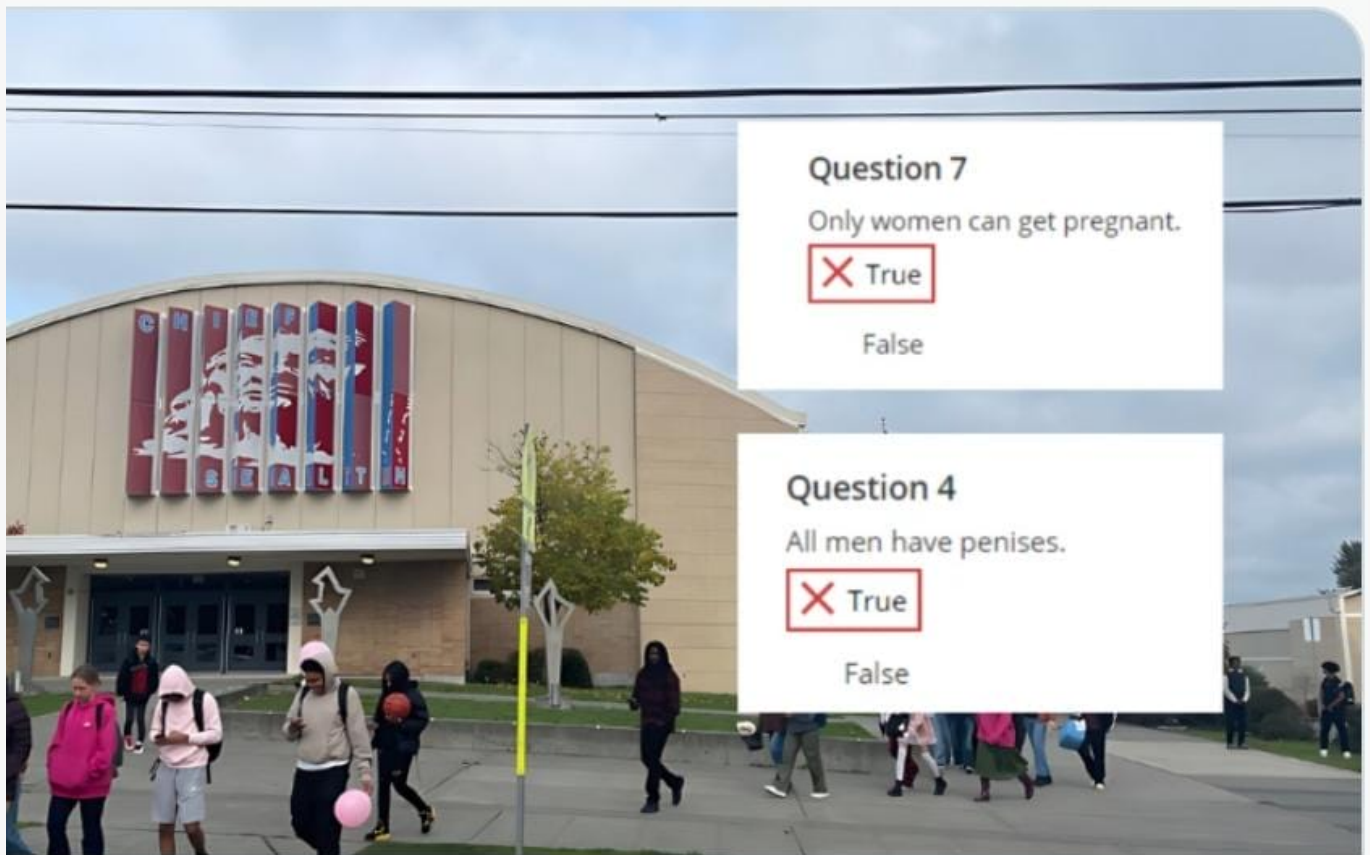 CHIEF
SEALTH
Question 7
Only women can get pregnant.
True
False
Question 4
All men have penises.
True
False